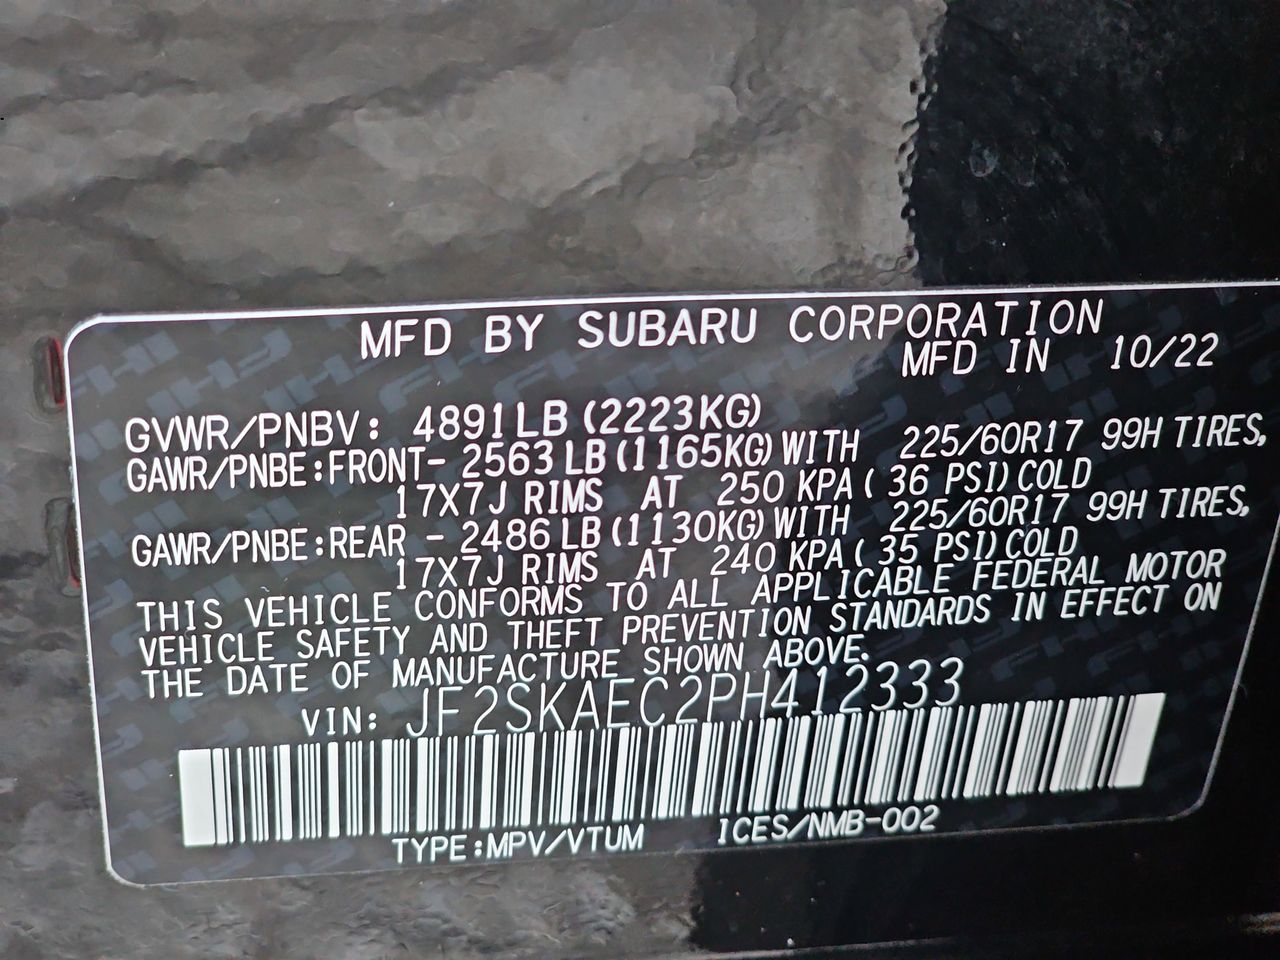 MFD BY SUBARU CORPORATION
MFD IN 10/22
GVWR/PNBV: 4891LB (2223KG)
GAWR/PNBE:FRONT- 2563LB (1165KG) WITH 225/60R17 99H TIRES,
17X7J RIMS AT 250 KPA ( 36 PSI) COLD
GAWR/PNBE:REAR - 2486LB (1130KG) WITH 225/60R17 99H TIRES,
17X7J RIMS AT 240 KPA ( 35 PSI) COLD
THIS VEHICLE CONFORMS TO ALL APPLICABLE FEDERAL MOTOR
VEHICLE SAFETY AND THEFT PREVENTION STANDARDS IN EFFECT ON
THE DATE OF MANUFACTURE SHOWN ABOVE.
VIN: JF2SKAEC2PH412333
TYPE:MPV/VTUM ICES/NMB-002